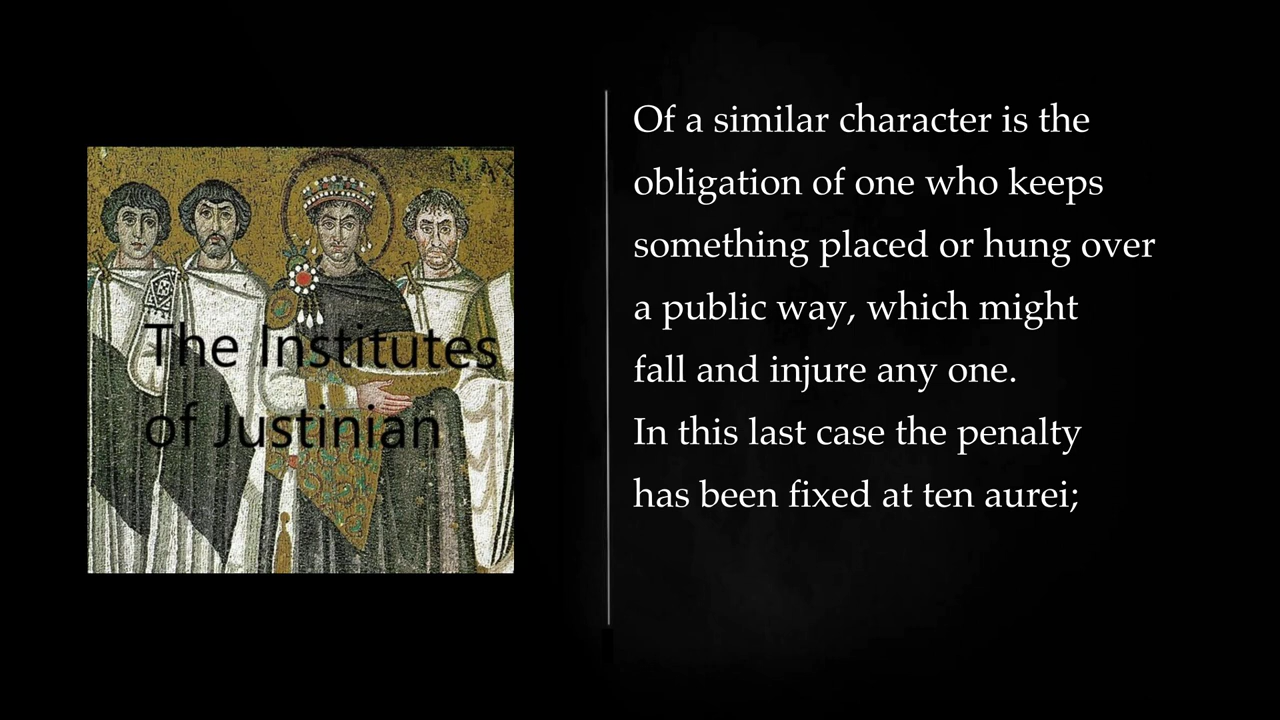 MAX
The Institutes
of Justinian
Of a similar character is the
obligation of one who keeps
something placed or hung over
a public way, which might
fall and injure any one.
In this last case the penalty
has been fixed at ten aurei;